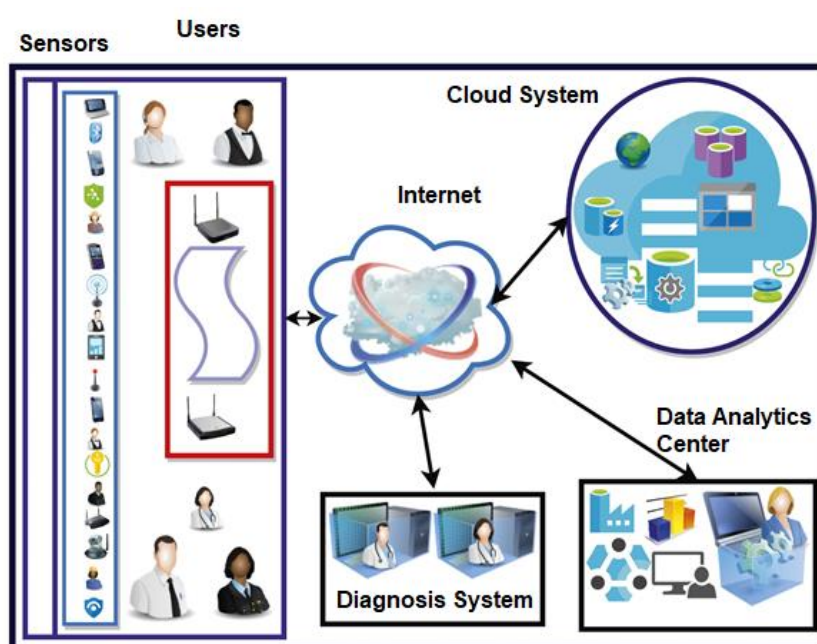 Sensors
Users
Cloud System
Internet
Data Analytics
Center
Diagnosis System